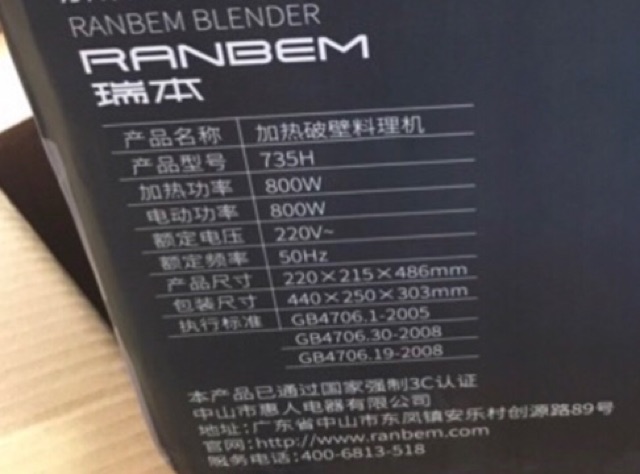 RANBEM BLENDER
RANBEM
瑞本
产品名称 加热破壁料理机
产品型号 735H
加热功率 800W
电动功率 800W
额定电压 220V~
额定频率 50Hz
产品尺寸 220×215×486mm
包装尺寸 440×250×303mm
执行标准 GB4706.1-2005
GB4706.30-2008
GB4706.19-2008
本产品已通过国家强制3C认证
中山市惠人电器有限公司
地址:广东省中山市东凤镇安乐村创源路89号
官网:http://www.ranbem.com
服务电话:400-6813-518